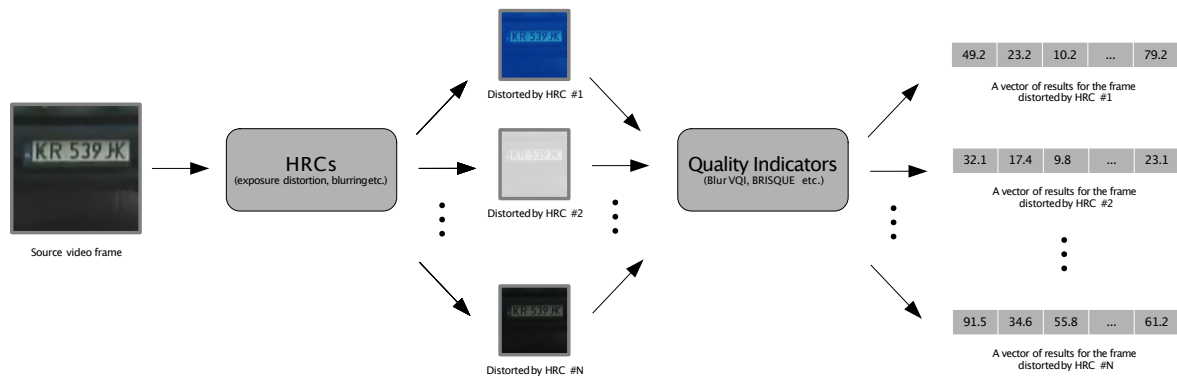 KR 539 JK
Source video frame
HRCs
(exposure distortion, blurring etc.)
KR 539 JK
Distorted by HRC #1
KR 539 JK
Distorted by HRC #2
KR 539 JK
Distorted by HRC #N
Quality Indicators
(Blur VQI, BRISQUE etc.)
49.2 23.2 10.2 ... 79.2
A vector of results for the frame
distorted by HRC #1
32.1 17.4 9.8 ... 23.1
A vector of results for the frame
distorted by HRC #2
91.5 34.6 55.8 ... 61.2
A vector of results for the frame
distorted by HRC #N